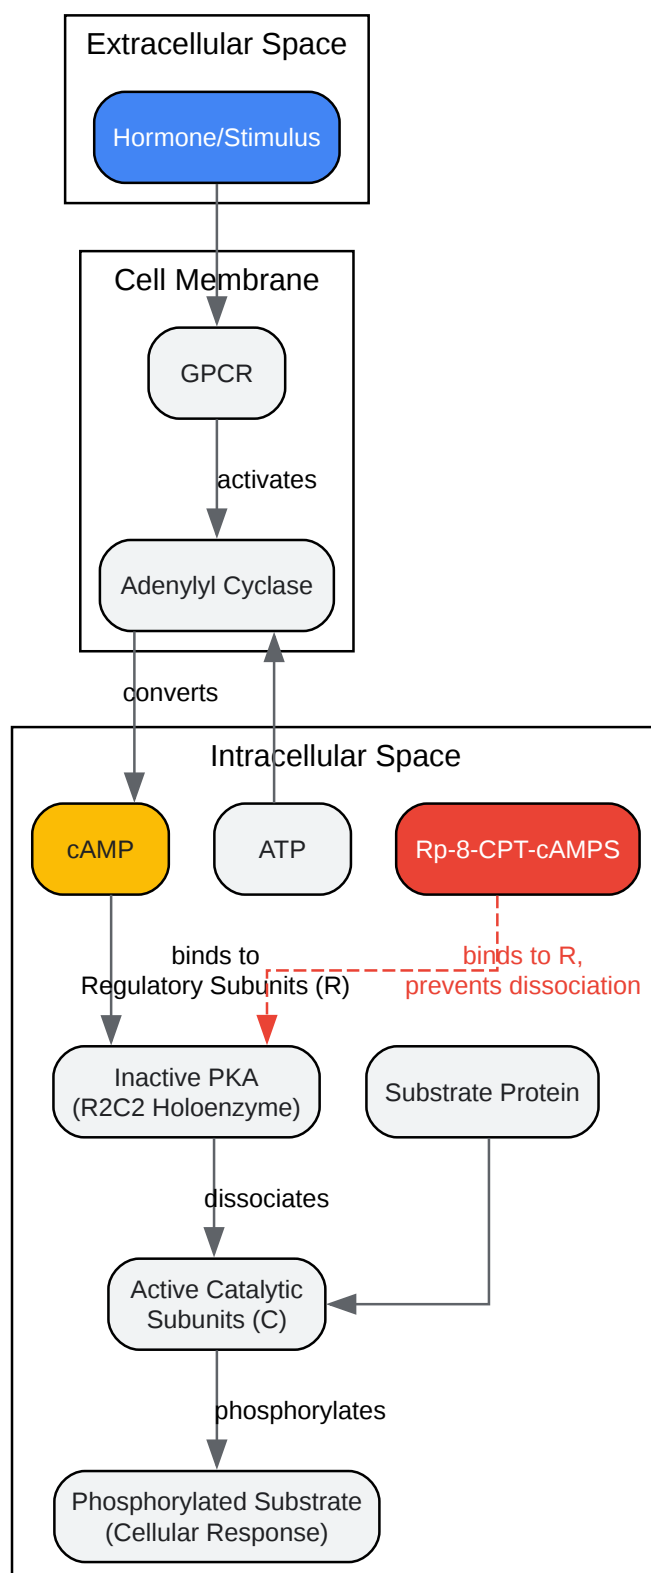 Extracellular Space
Hormone/Stimulus
Cell Membrane
GPCR
activates
Adenylyl Cyclase
converts
Intracellular Space
cAMP
ATP
Rp-8-CPT-cAMPS
binds to
Regulatory Subunits (R)
binds to R,
prevents dissociation
Inactive PKA
(R2C2 Holoenzyme)
Substrate Protein
dissociates
Active Catalytic
Subunits (C)
phosphorylates
Phosphorylated Substrate
(Cellular Response)